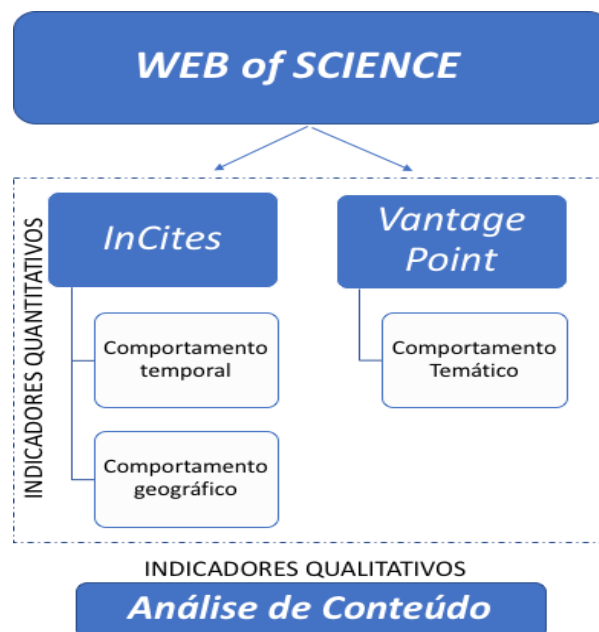 WEB of SCIENCE
INDICADORES QUANTITATIVOS
InCites
Comportamento
temporal
Comportamento
geográfico
Vantage
Point
Comportamento
Temático
INDICADORES QUALITATIVOS
Análise de Conteúdo